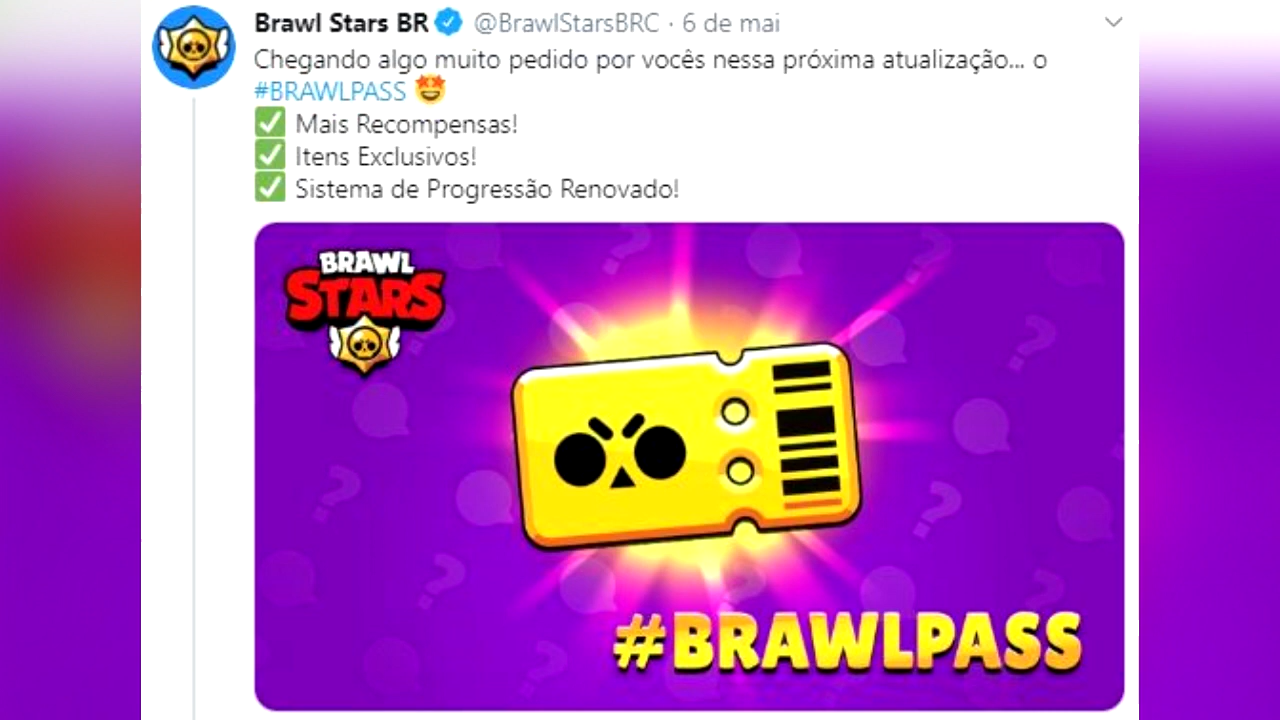 Brawl Stars BR @BrawlStarsBRC · 6 de mai
Chegando algo muito pedido por vocês nessa próxima atualização... o
#BRAWLPASS 🤩
✅ Mais Recompensas!
✅ Itens Exclusivos!
✅ Sistema de Progressão Renovado!
BRAWL
STARS
#BRAWLPASS